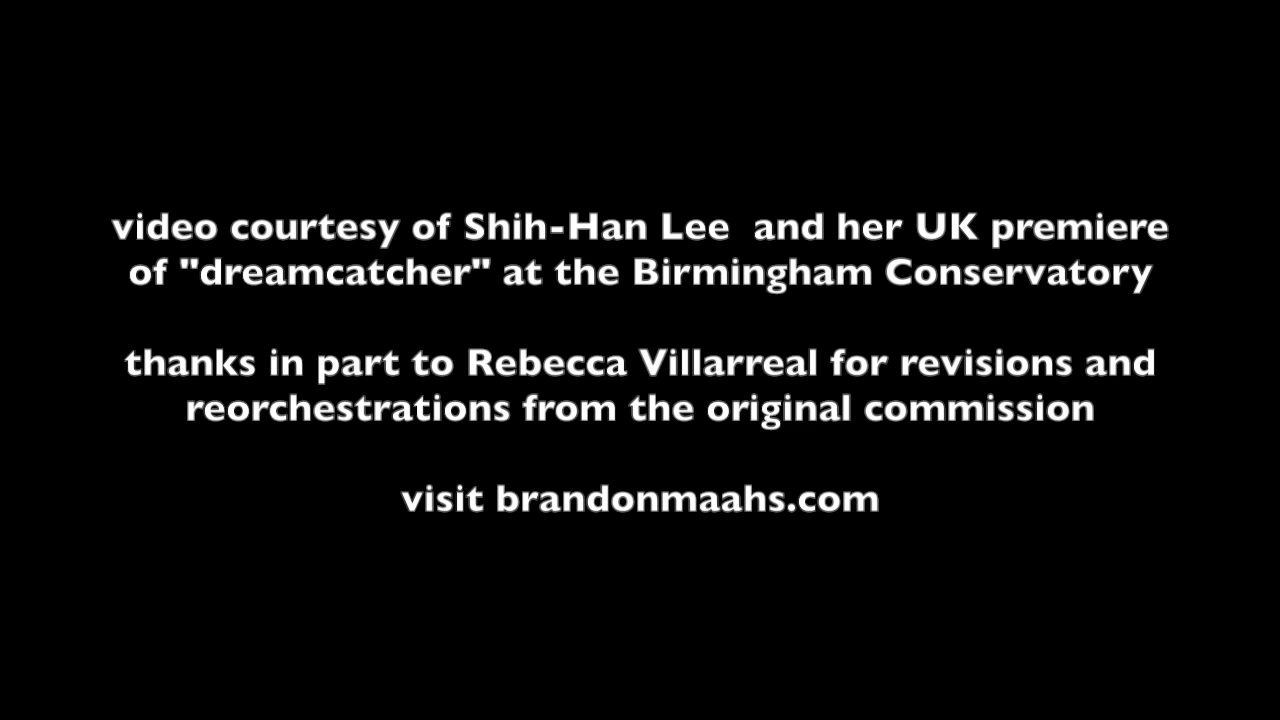 video courtesy of Shih-Han Lee  and her UK premiere
of "dreamcatcher" at the Birmingham Conservatory
thanks in part to Rebecca Villarreal for revisions and
reorchestrations from the original commission
visit brandonmaahs.com